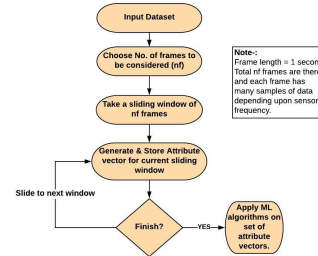 Input Dataset
Choose No. of frames to
be considered (nf)
Take a sliding window of
nf frames
Generate & Store Attribute
vector for current sliding
window
Slide to next window
Finish?
YES
Apply ML
algorithms on
set of
attribute
vectors.
Note-:
Frame length = 1 secon
Total nf frames are there
and each frame has
many samples of data
depending upon sensor
frequency.